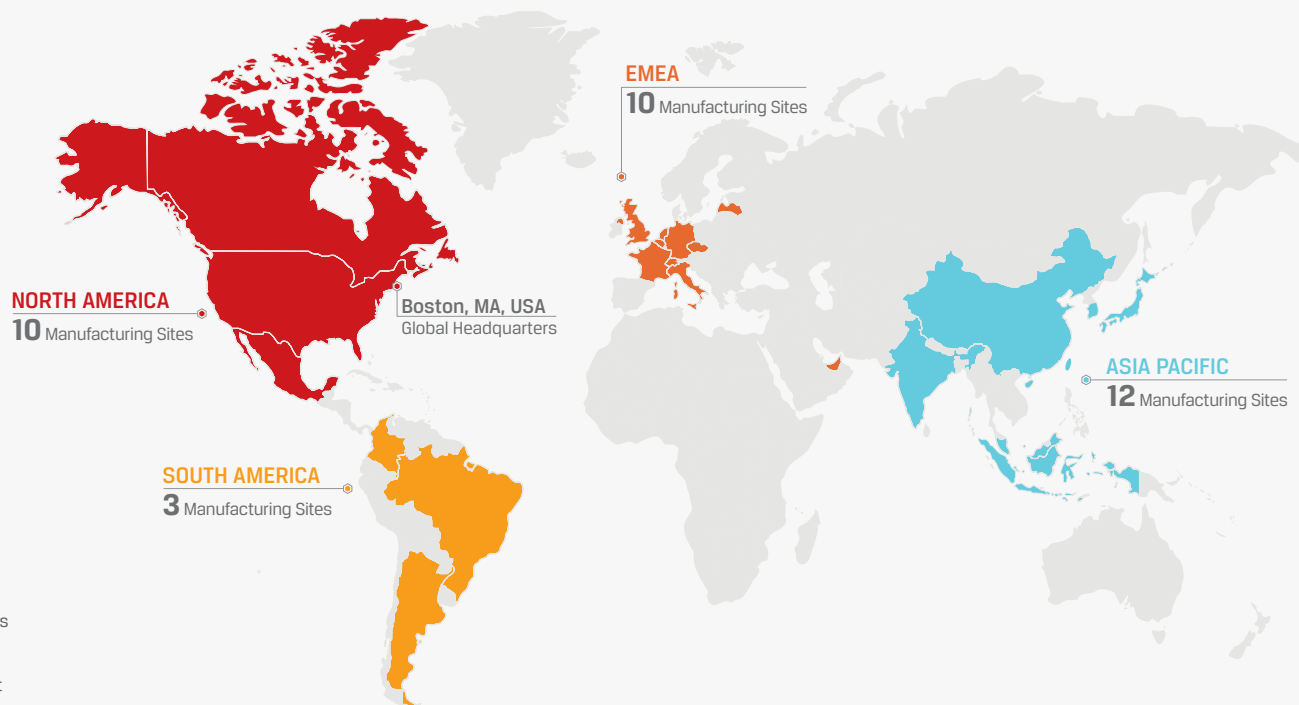 EMEA
10 Manufacturing Sites
NORTH AMERICA
10 Manufacturing Sites
Boston, MA, USA
Global Headquarters
ASIA PACIFIC
12 Manufacturing Sites
SOUTH AMERICA
3 Manufacturing Sites
s